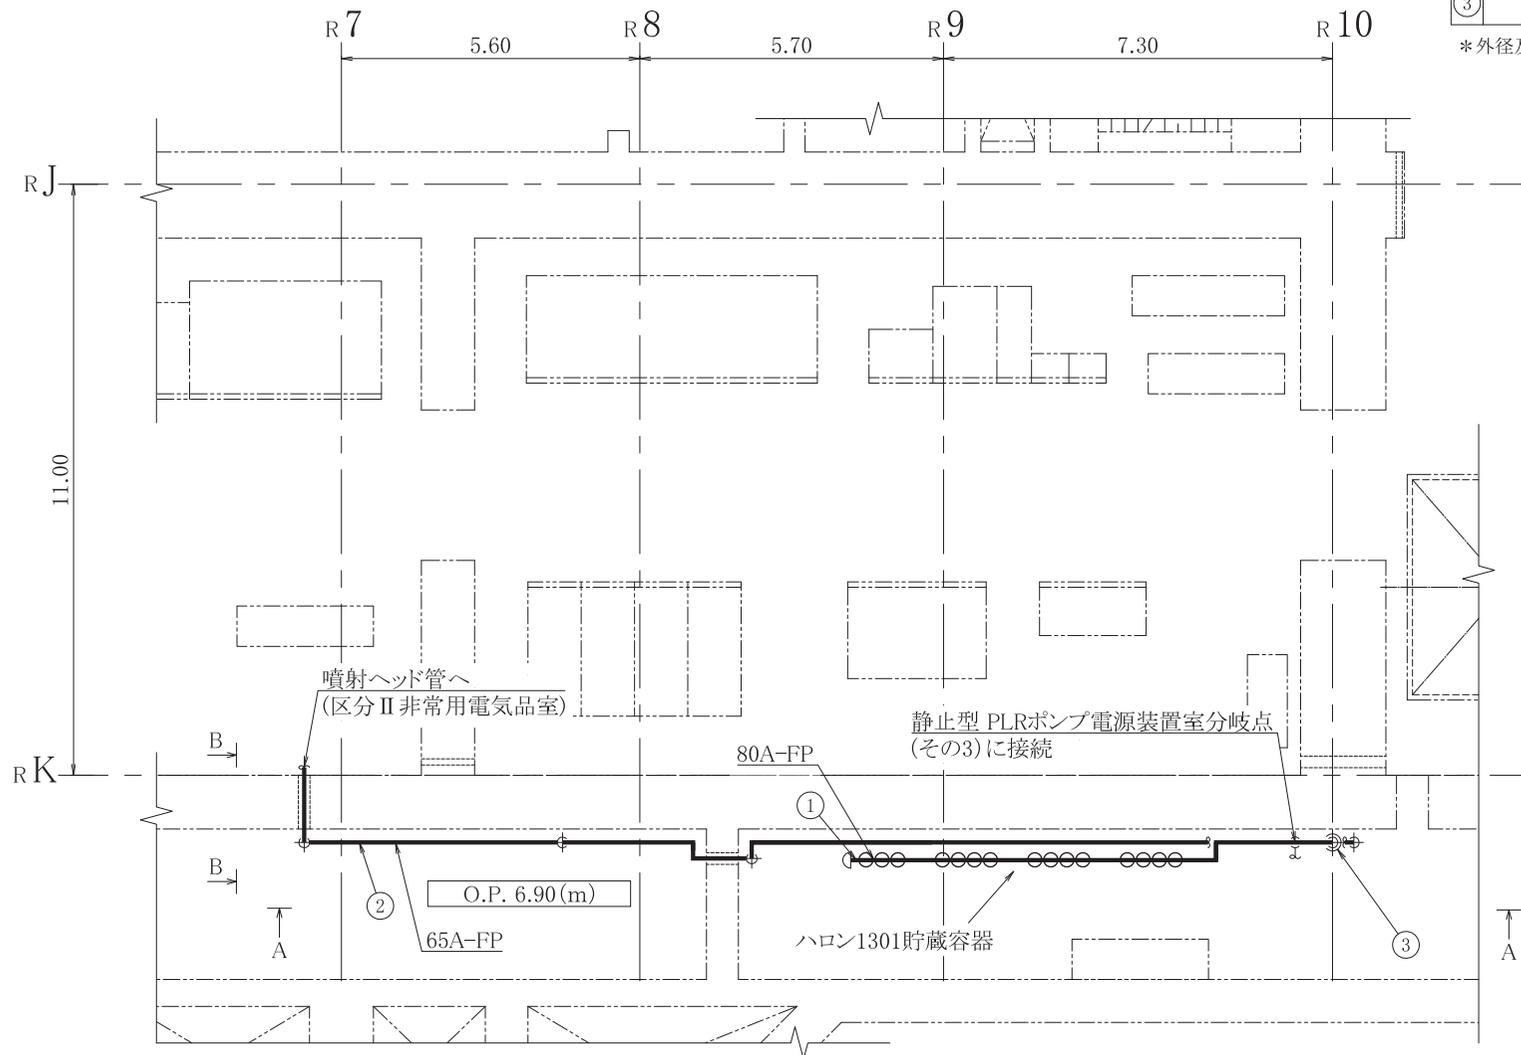 R7
R8
R9
R10
5.60
5.70
7.30
③
*外径及
RJ
11.00
噴射ヘッド管へ
(区分Ⅱ非常用電気品室)
静止型 PLRポンプ電源装置室分岐点
(その3)に接続
B
80A-FP
RK
①
B
②
O.P. 6.90(m)
65A-FP
A
ハロン1301貯蔵容器
③
A